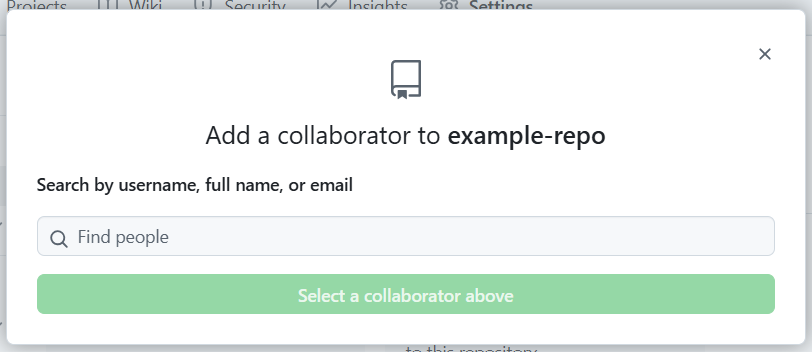 Projects Wiki Security Insights Settings
Add a collaborator to example-repo
Search by username, full name, or email
Find people
Select a collaborator above
to this repository